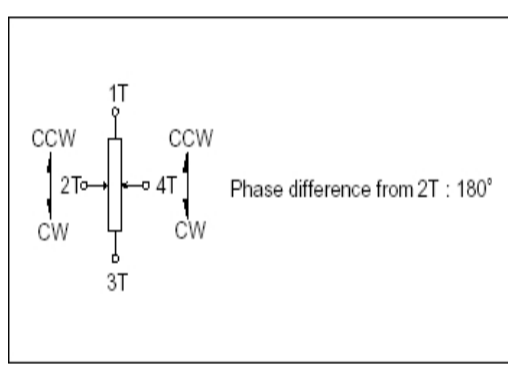 1T
CCW CCW
2T 4T Phase difference from 2T : 180°
CW CW
3T